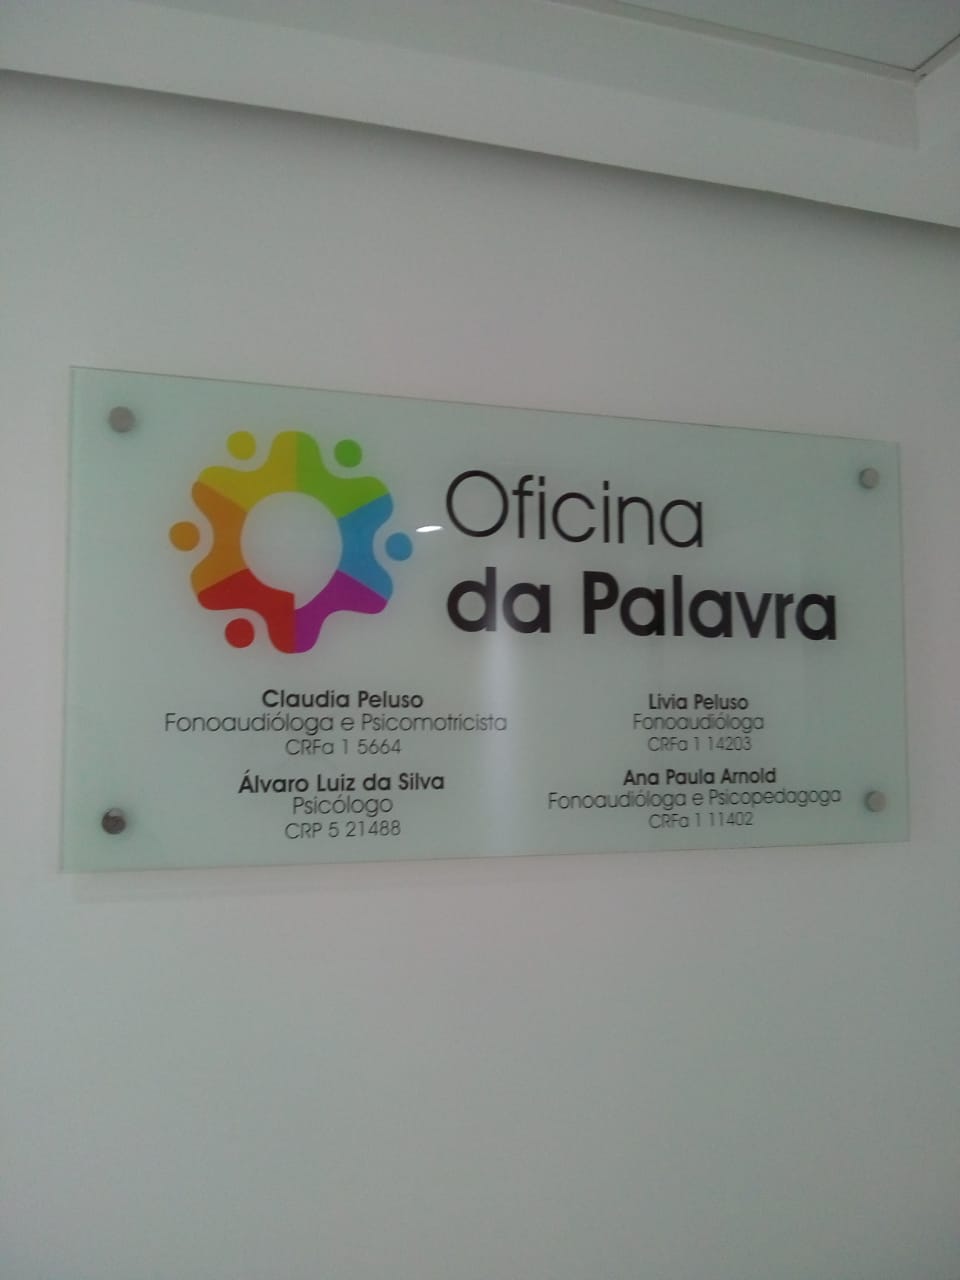 Oficina
da Palavra
Claudia Peluso
Fonoaudióloga e Psicomotricista
CRFa 1 5664
Álvaro Luiz da Silva
Psicólogo
CRP 5 21488
Livia Peluso
Fonoaudióloga
CRFa 1 14203
Ana Paula Arnold
Fonoaudióloga e Psicopedagoga
CRFa 1 11402